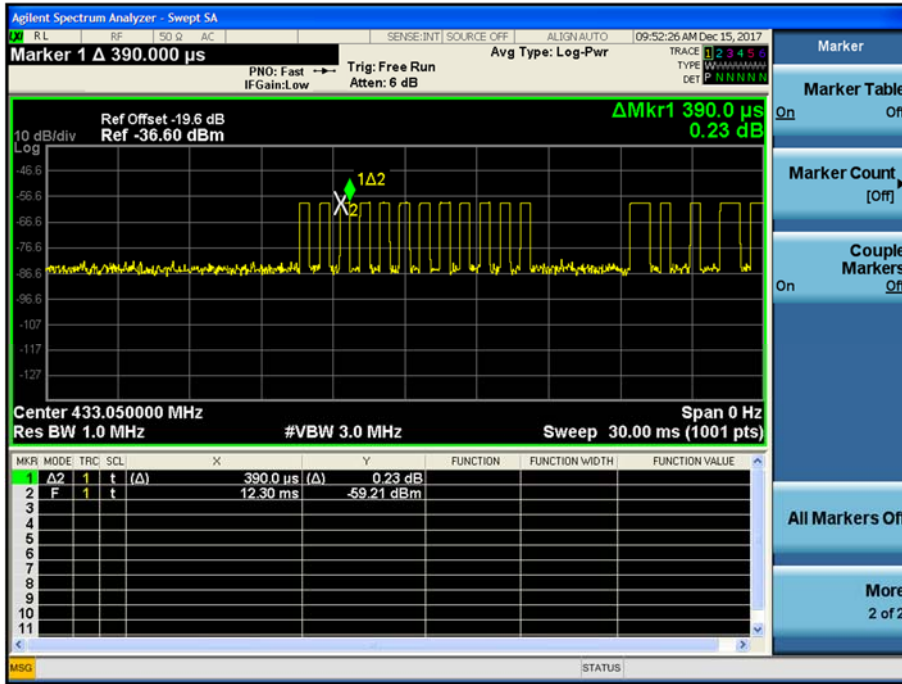 Agilent Spectrum Analyzer - Swept SA
LXI RL RF 50 Ω AC SENSE:INT SOURCE OFF ALIGN AUTO 09:52:26 AM Dec 15, 2017
Marker 1 Δ 390.000 µs
PNO: Fast
IFGain:Low
Trig: Free Run
Atten: 6 dB
Avg Type: Log-Pwr
TRACE 1 2 3 4 5 6
TYPE W
DET P N N N N N
ΔMkr1 390.0 µs
0.23 dB
Ref Offset -19.6 dB
10 dB/div Ref -36.60 dBm
Log
1Δ2
X2
-46.6
-56.6
-66.6
-76.6
-86.6
-96.6
-107
-117
-127
Center 433.050000 MHz Span 0 Hz
Res BW 1.0 MHz #VBW 3.0 MHz Sweep 30.00 ms (1001 pts)
MKR MODE TRC SCL X Y FUNCTION FUNCTION WIDTH FUNCTION VALUE
1 Δ2 1 t (Δ) 390.0 µs (Δ) 0.23 dB
2 F 1 t 12.30 ms -59.21 dBm
3
4
5
6
7
8
9
10
11
MSG STATUS
Marker
Marker Table
On Off
Marker Count
[Off]
Couple
Markers
On Off
All Markers Off
More
2 of 2